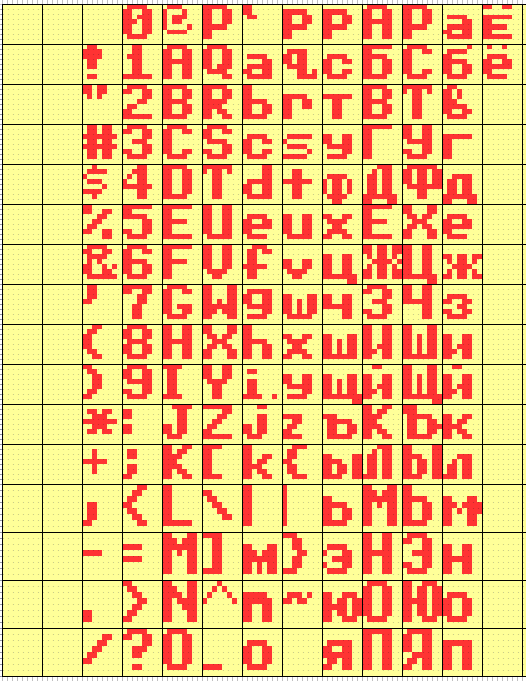 0 @ P ` p р А Р а Ё
! 1 A Q a q с Б С б ё
" 2 B R b r т В Т в
# 3 C S c s у Г У г
$ 4 D T d t ф Д Ф д
% 5 E U e u х Е Х е
& 6 F V f v ц Ж Ц ж
' 7 G W g w ч З Ч з
( 8 H X h x ш И Ш и
) 9 I Y i y щ Й Щ й
* : J Z j z ъ К Ъ к
+ ; K [ k { ы Л Ы л
, < L \ l | ь М Ь м
- = M ] m } э Н Э н
. > N ^ n ~ ю О Ю о
/ ? O _ o я П Я п